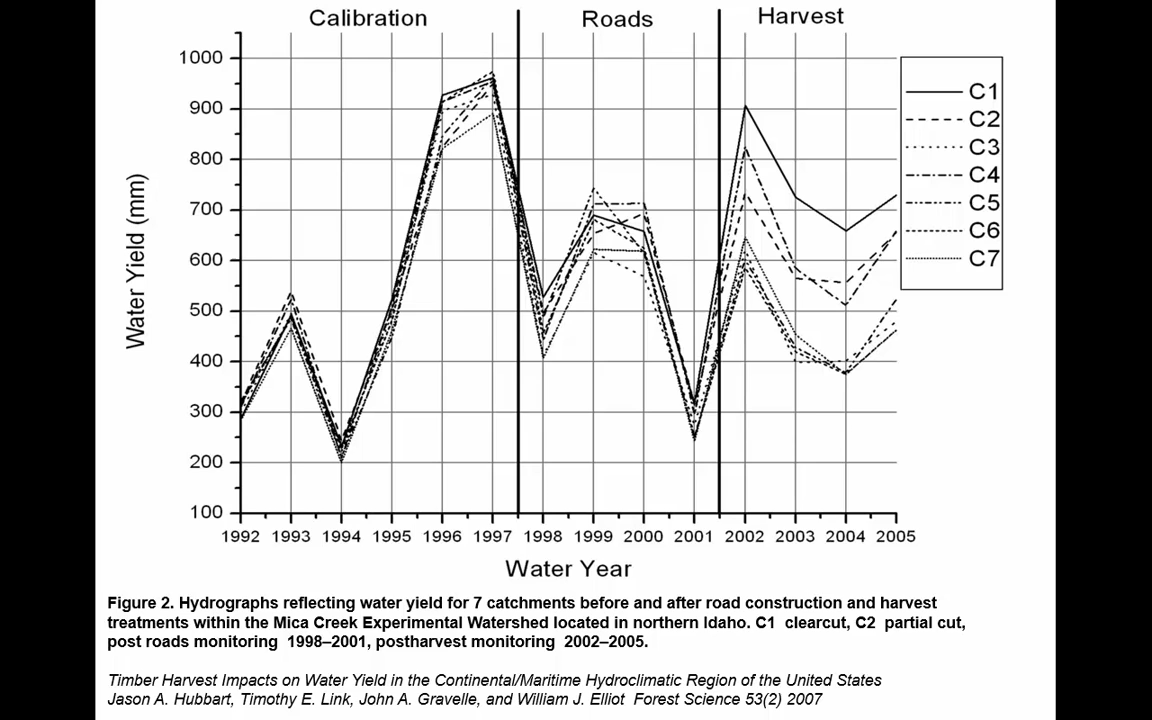 Calibration Roads Harvest
1000
900
800
700
600
500
400
300
200
100
Water Yield (mm)
C1
C2
C3
C4
C5
C6
C7
1992 1993 1994 1995 1996 1997 1998 1999 2000 2001 2002 2003 2004 2005
Water Year
Figure 2. Hydrographs reflecting water yield for 7 catchments before and after road construction and harvest
treatments within the Mica Creek Experimental Watershed located in northern Idaho. C1 clearcut, C2 partial cut,
post roads monitoring 1998–2001, postharvest monitoring 2002–2005.
Timber Harvest Impacts on Water Yield in the Continental/Maritime Hydroclimatic Region of the United States
Jason A. Hubbart, Timothy E. Link, John A. Gravelle, and William J. Elliot Forest Science 53(2) 2007